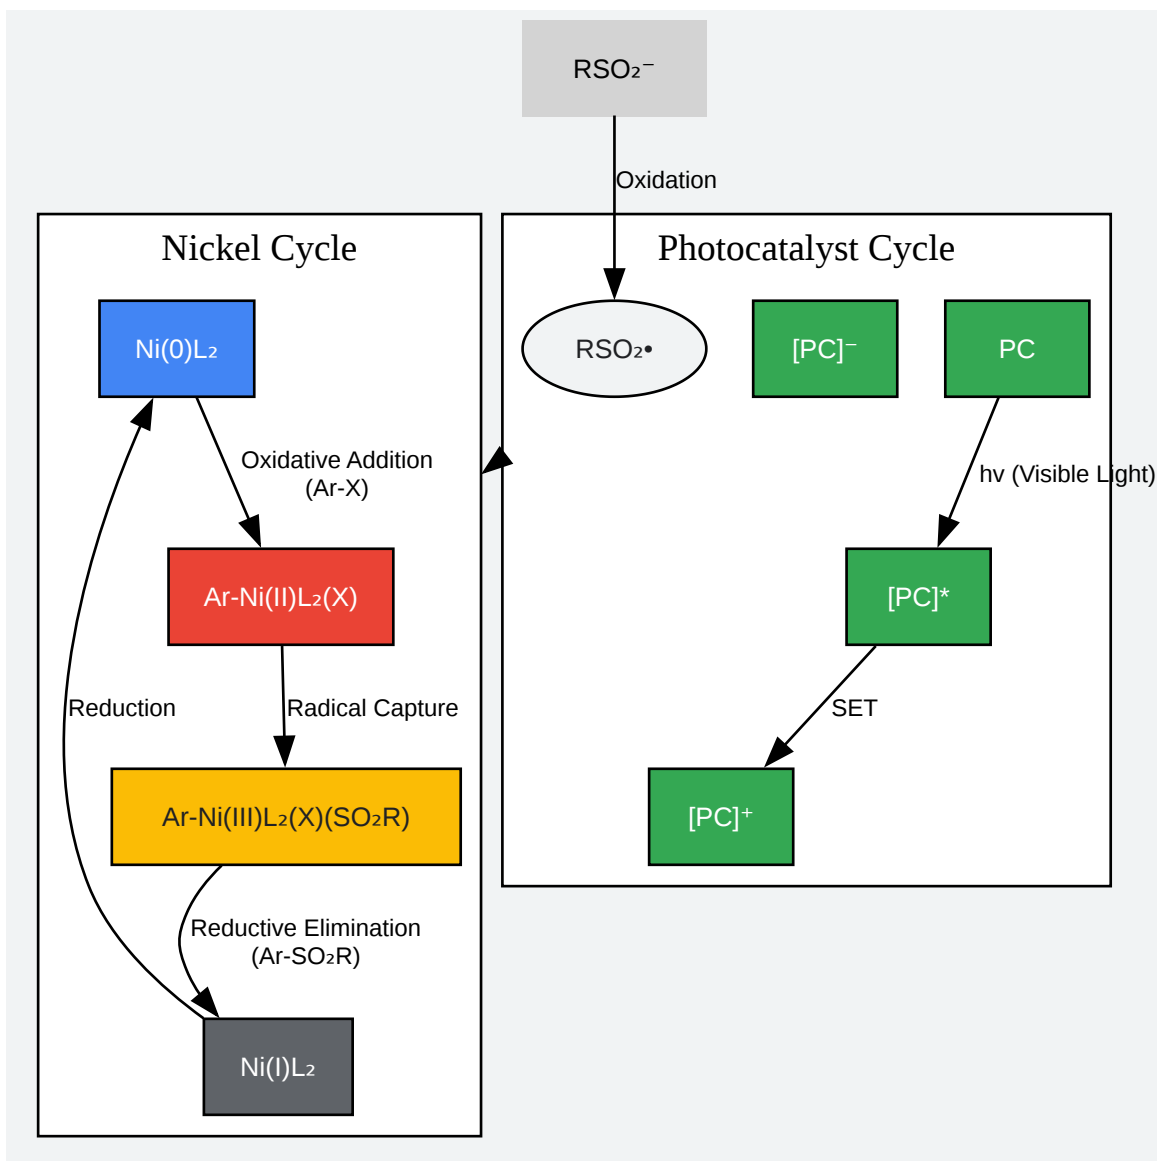 RSO₂⁻
Oxidation
Nickel Cycle
Photocatalyst Cycle
Ni(0)L₂
RSO₂•
[PC]⁻
PC
Oxidative Addition
(Ar-X)
hv (Visible Light)
Ar-Ni(II)L₂(X)
[PC]*
Reduction
Radical Capture
SET
Ar-Ni(III)L₂(X)(SO₂R)
[PC]⁺
Reductive Elimination
(Ar-SO₂R)
Ni(I)L₂